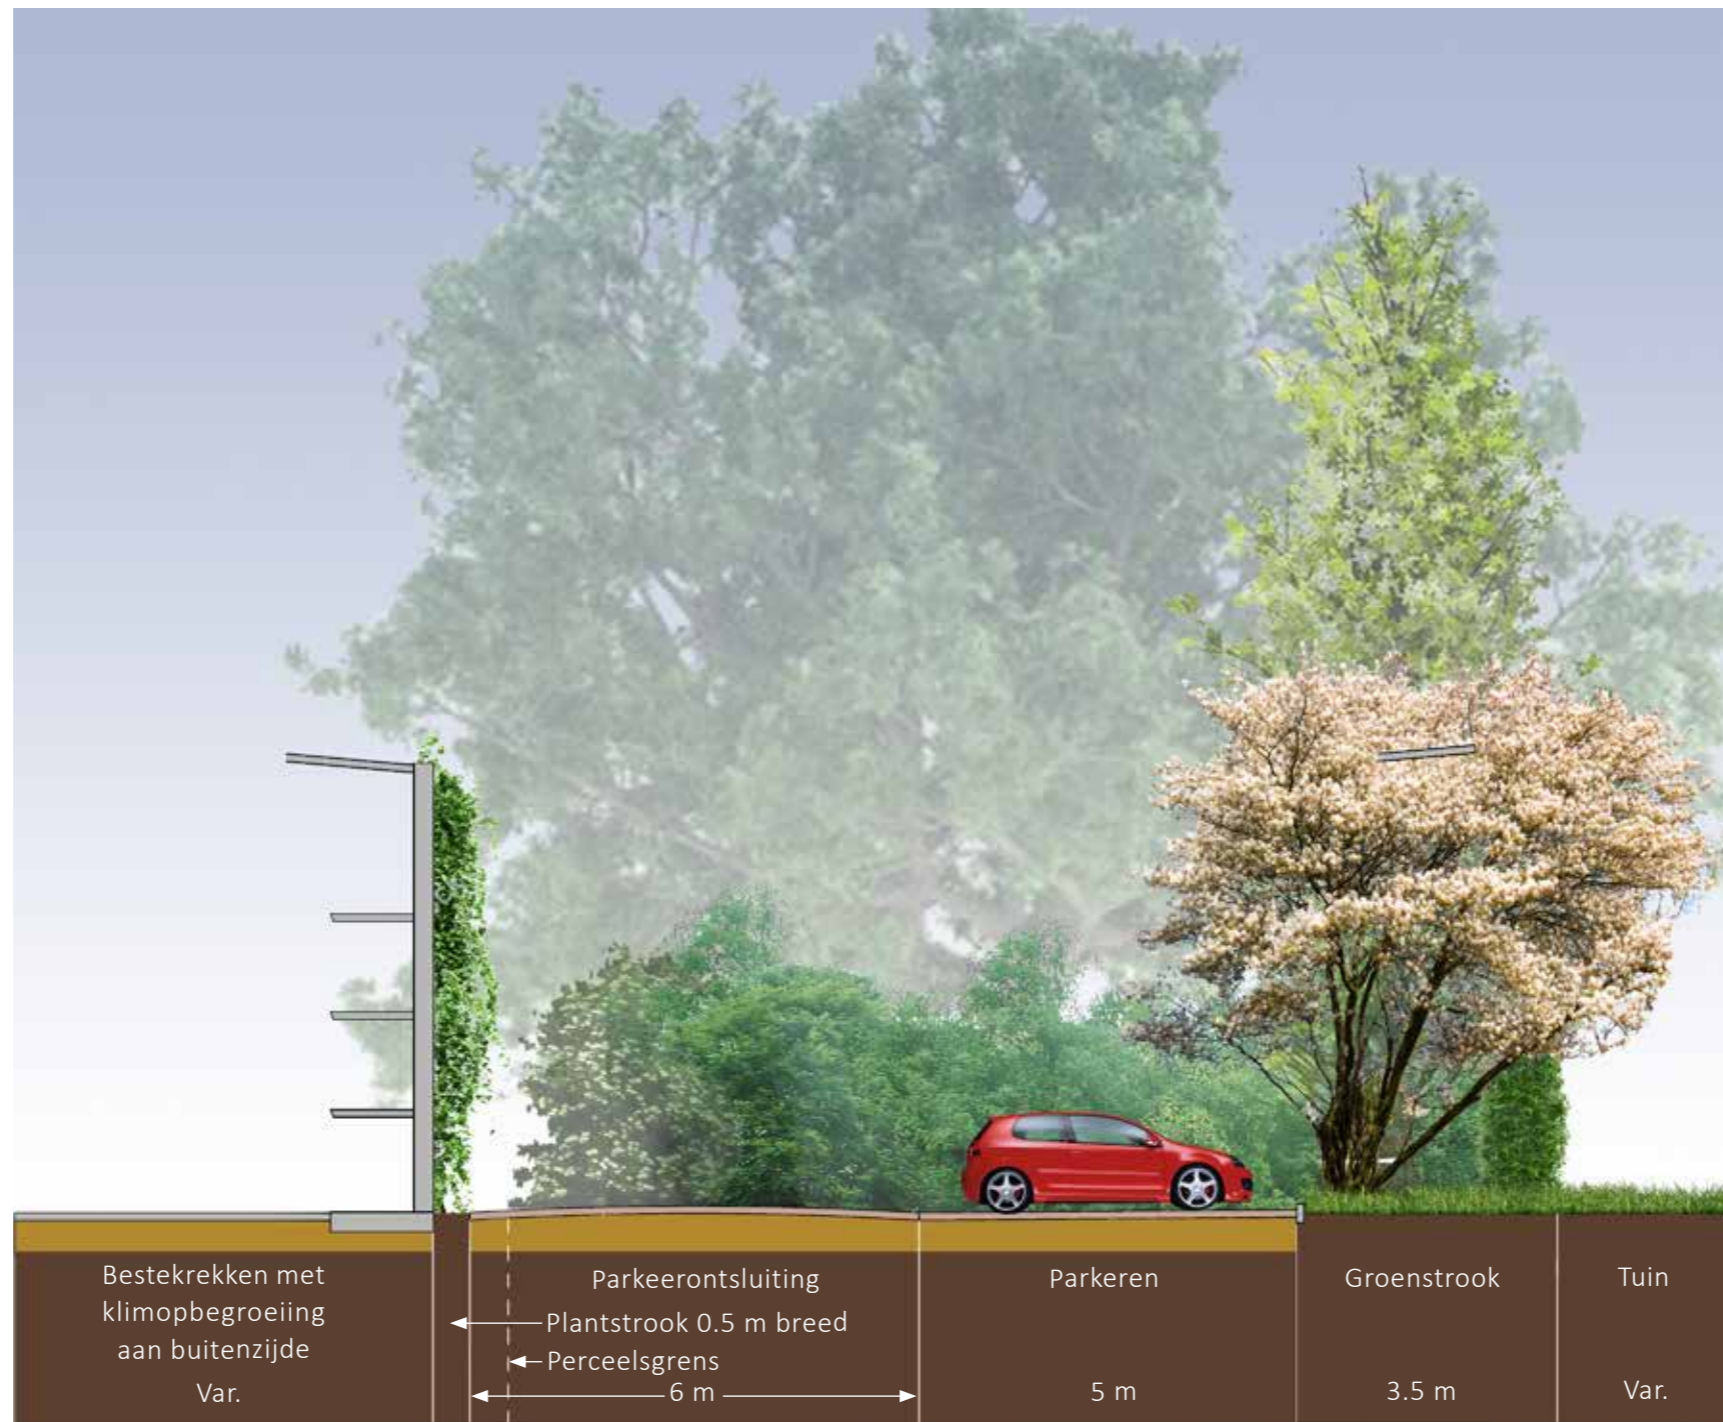 Bestekrekken met
klimopbegroeiing
aan buitenzijde
Var.
Parkeerontsluiting
Plantstrook 0.5 m breed
Perceelsgrens
6 m
Parkeren
5 m
Groenstrook
3.5 m
Tuin
Var.